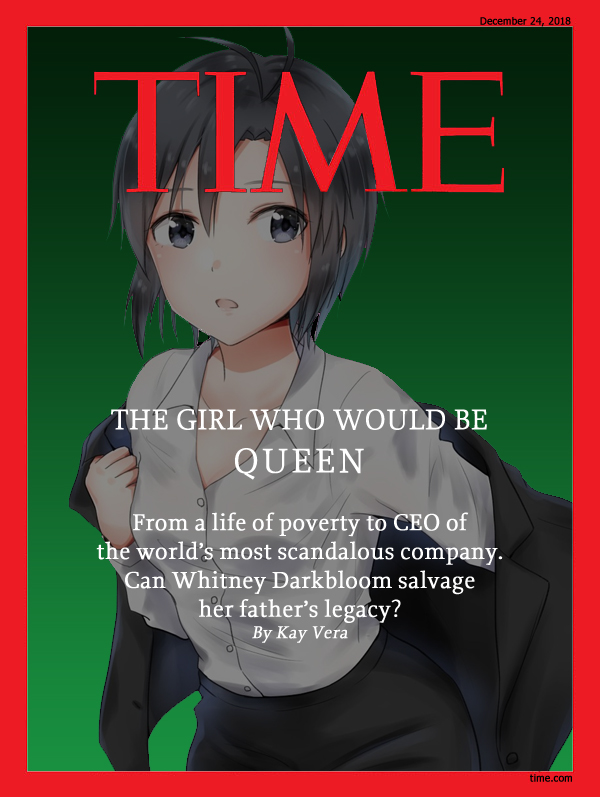 December 24, 2018
TIME
THE GIRL WHO WOULD BE
QUEEN
From a life of poverty to CEO of
the world's most scandalous company.
Can Whitney Darkbloom salvage
her father's legacy?
By Kay Vera
time.com